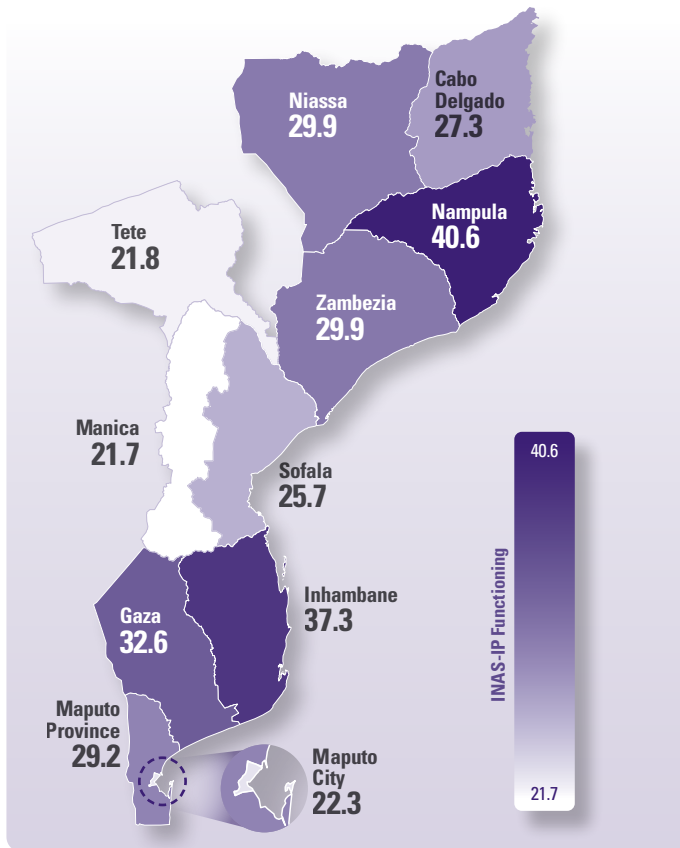 Cabo
Delgado
27.3
Niassa
29.9
Nampula
40.6
Tete
21.8
Zambezia
29.9
Manica
21.7
Sofala
25.7
Inhambane
37.3
Gaza
32.6
Maputo
Province
29.2
Maputo
City
22.3
40.6
INAS-IP Functioning
21.7